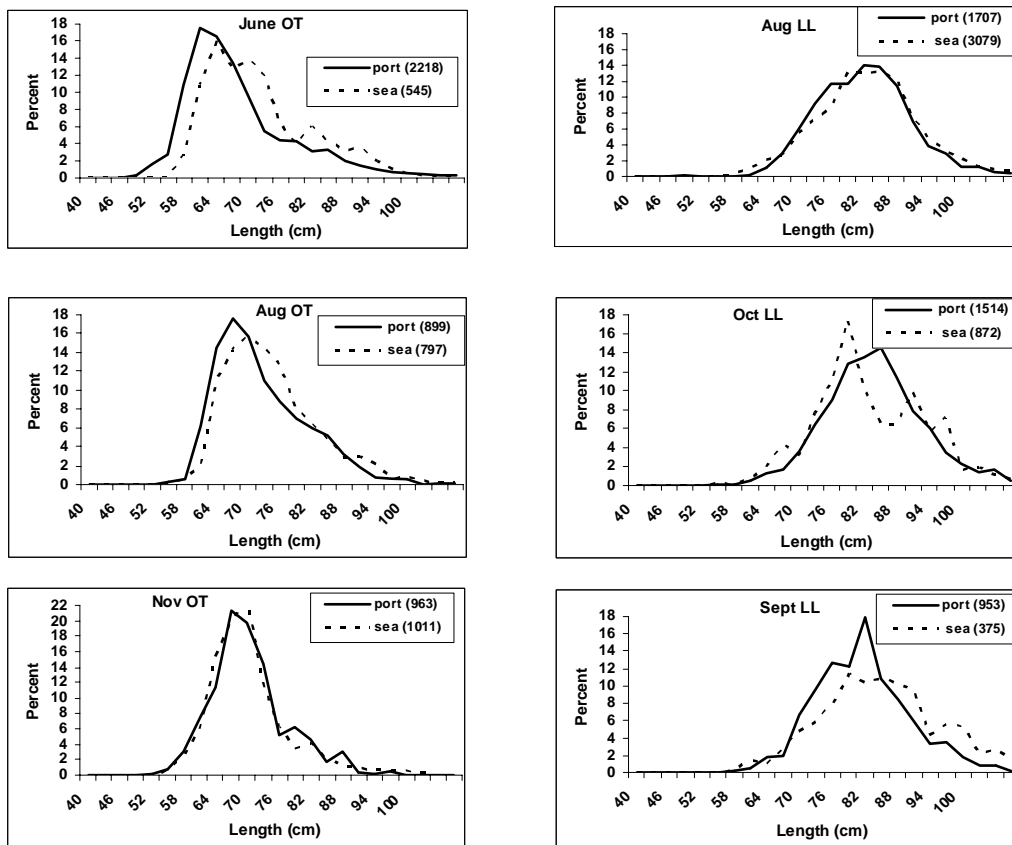 June OT
port (2218)
sea (545)
Percent
18
16
14
12
10
8
6
4
2
0
40 46 52 58 64 70 76 82 88 94 100
Length (cm)
Aug LL
port (1707)
sea (3079)
Percent
18
16
14
12
10
8
6
4
2
0
40 46 52 58 64 70 76 82 88 94 100
Length (cm)
Aug OT
port (899)
sea (797)
Percent
18
16
14
12
10
8
6
4
2
0
40 46 52 58 64 70 76 82 88 94 100
Length (cm)
Oct LL
port (1514)
sea (872)
Percent
18
16
14
12
10
8
6
4
2
0
40 46 52 58 64 70 76 82 88 94 100
Length (cm)
Nov OT
port (963)
sea (1011)
Percent
22
20
18
16
14
12
10
8
6
4
2
0
40 46 52 58 64 70 76 82 88 94 100
Length (cm)
Sept LL
port (953)
sea (375)
Percent
18
16
14
12
10
8
6
4
2
0
40 46 52 58 64 70 76 82 88 94 100
Length (cm)